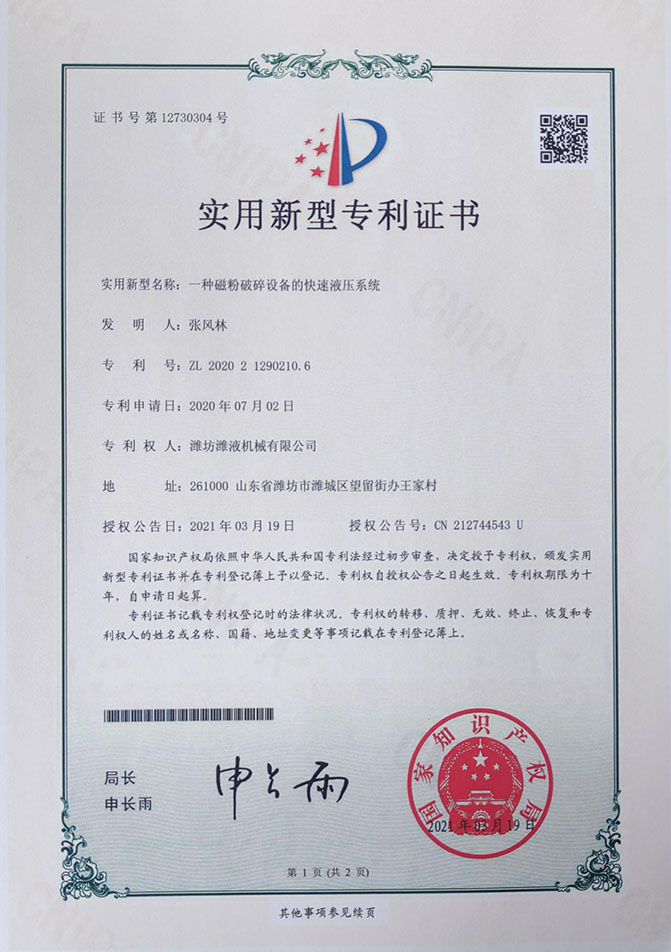 证书号第12730304号
实用新型专利证书
实用新型名称：一种磁粉破碎设备的快速液压系统
发明人：张风林
专利号：ZL 2020 2 1290210.6
专利申请日：2020年07月02日
专利权人：潍坊潍液机械有限公司
地址：261000 山东省潍坊市潍城区望留街办王家村
授权公告日：2021年03月19日 授权公告号：CN 212744543 U
国家知识产权局依照中华人民共和国专利法经过初步审查，决定授予专利权，颁发实用
新型专利证书并在专利登记簿上予以登记。专利权自授权公告之日起生效。专利权期限为十
年，自申请日起算。
专利证书记载专利权登记时的法律状况。专利权的转移、质押、无效、终止、恢复和专
利权人的姓名或名称、国籍、地址变更等事项记载在专利登记簿上。
局长
申长雨
申长雨
国家知识产权局
2021年03月19日
第1页（共2页）
其他事项参见续页
CNIPA